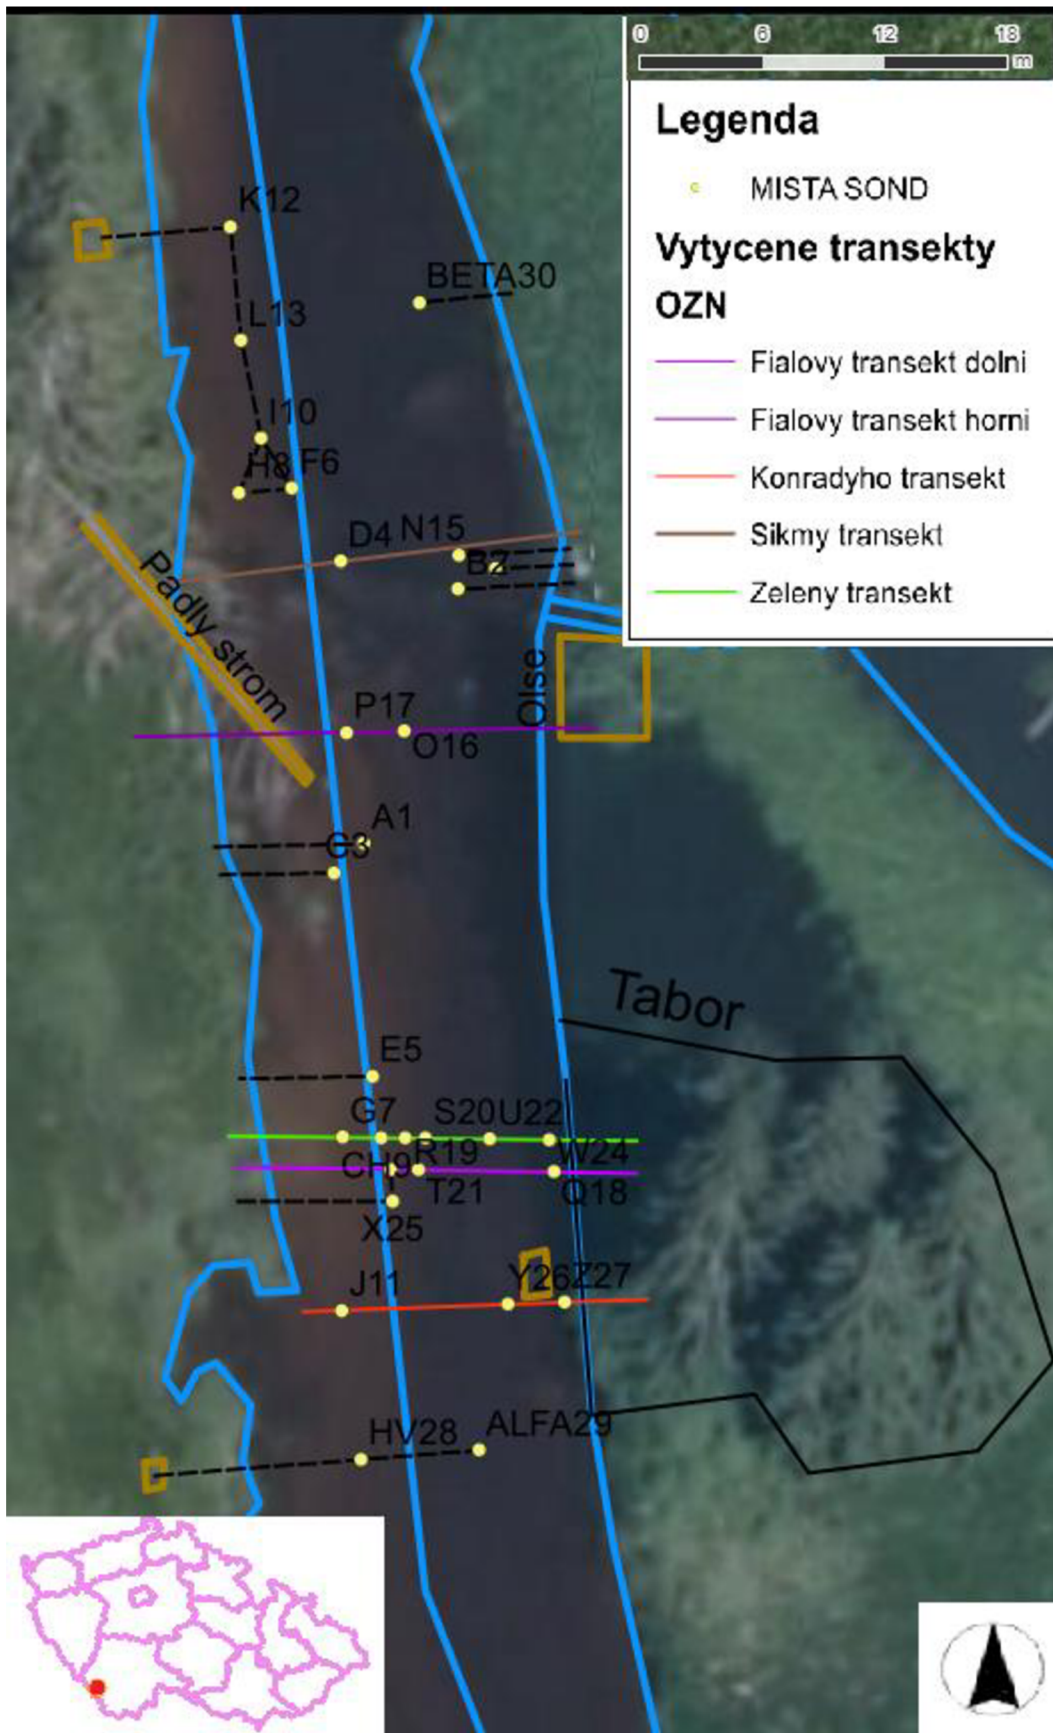 0 6 12 18
m
Legenda
MISTA SOND
Vytycene transekty
OZN
Fialovy transekt dolni
Fialovy transekt horni
Konradyho transekt
Sikmy transekt
Zeleny transekt
K12
BETA30
L13
I10
H8 F6
D4 N15
B2
Padly strom
Olse
P17
O16
A1
C3
Tabor
E5
G7 S20 U22
CH9 R19 W24
T21 Q18
X25
J11 Y26 Z27
HV28 ALFA29